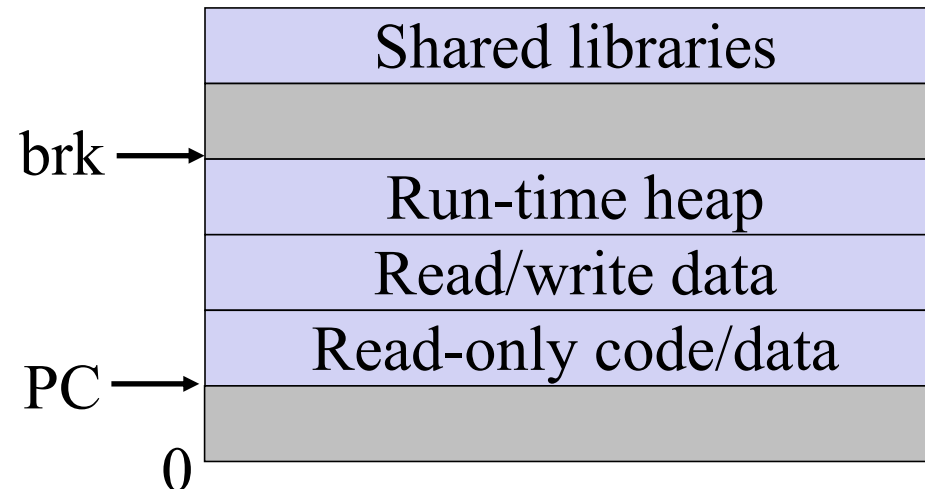 Shared libraries
brk
Run-time heap
Read/write data
Read-only code/data
PC
0